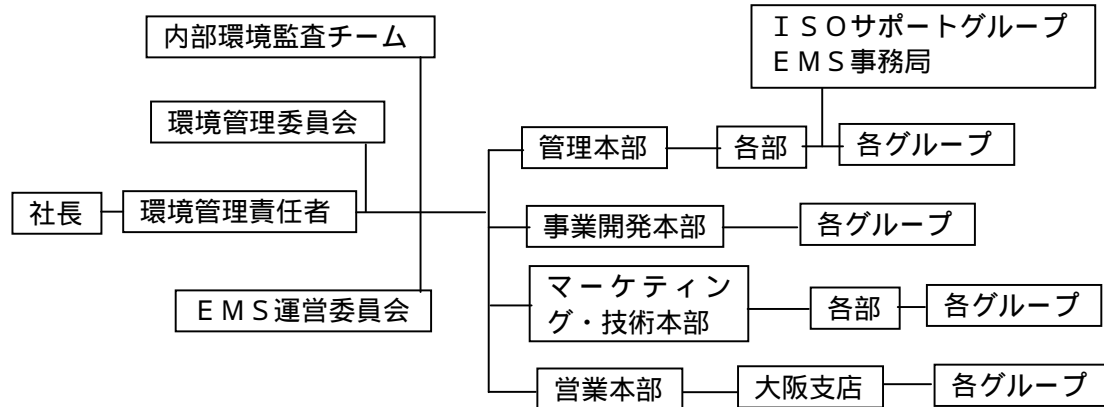 内部環境監査チーム
ＩＳＯサポートグループ
ＥＭＳ事務局
環境管理委員会
管理本部
各部
各グループ
社長
環境管理責任者
事業開発本部
各グループ
ＥＭＳ運営委員会
マーケティン
グ・技術本部
各部
各グループ
営業本部
大阪支店
各グループ